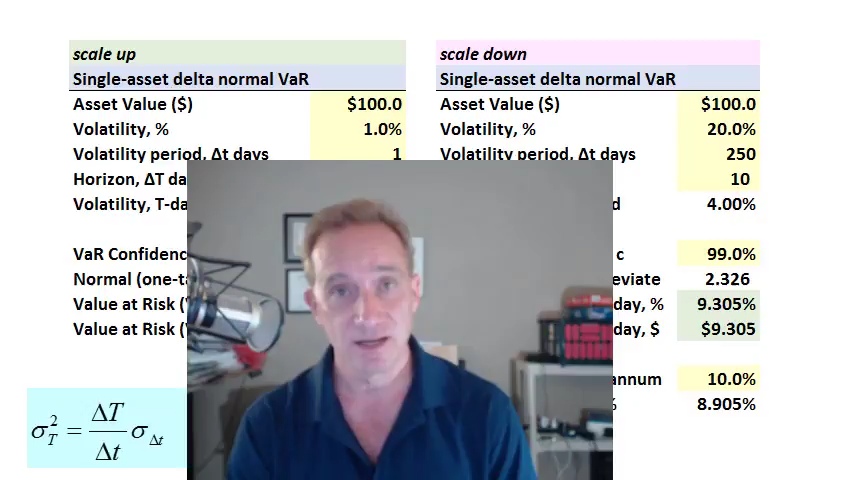 scale up
Single-asset delta normal VaR
Asset Value ($) $100.0
Volatility, % 1.0%
Volatility period, Δt days 1
Horizon, ΔT da
Volatility, T-da
VaR Confidenc
Normal (one-ta
Value at Risk (
Value at Risk (
σ²_T = ΔT/Δt σ_Δt
scale down
Single-asset delta normal VaR
Asset Value ($) $100.0
Volatility, % 20.0%
Volatility period, Δt days 250
10
d 4.00%
c 99.0%
eviate 2.326
day, % 9.305%
day, $ $9.305
annum 10.0%
% 8.905%